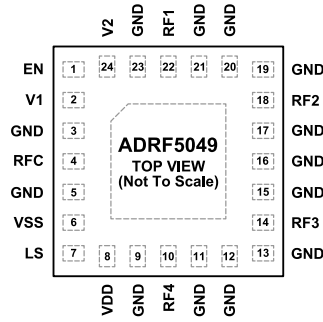 V2
GND
RF1
GND
GND
24
23
22
21
20
EN 1
V1 2
GND 3
RFC 4
GND 5
VSS 6
LS 7
ADRF5049
TOP VIEW
(Not To Scale)
19 GND
18 RF2
17 GND
16 GND
15 GND
14 RF3
13 GND
8
9
10
11
12
VDD
GND
RF4
GND
GND